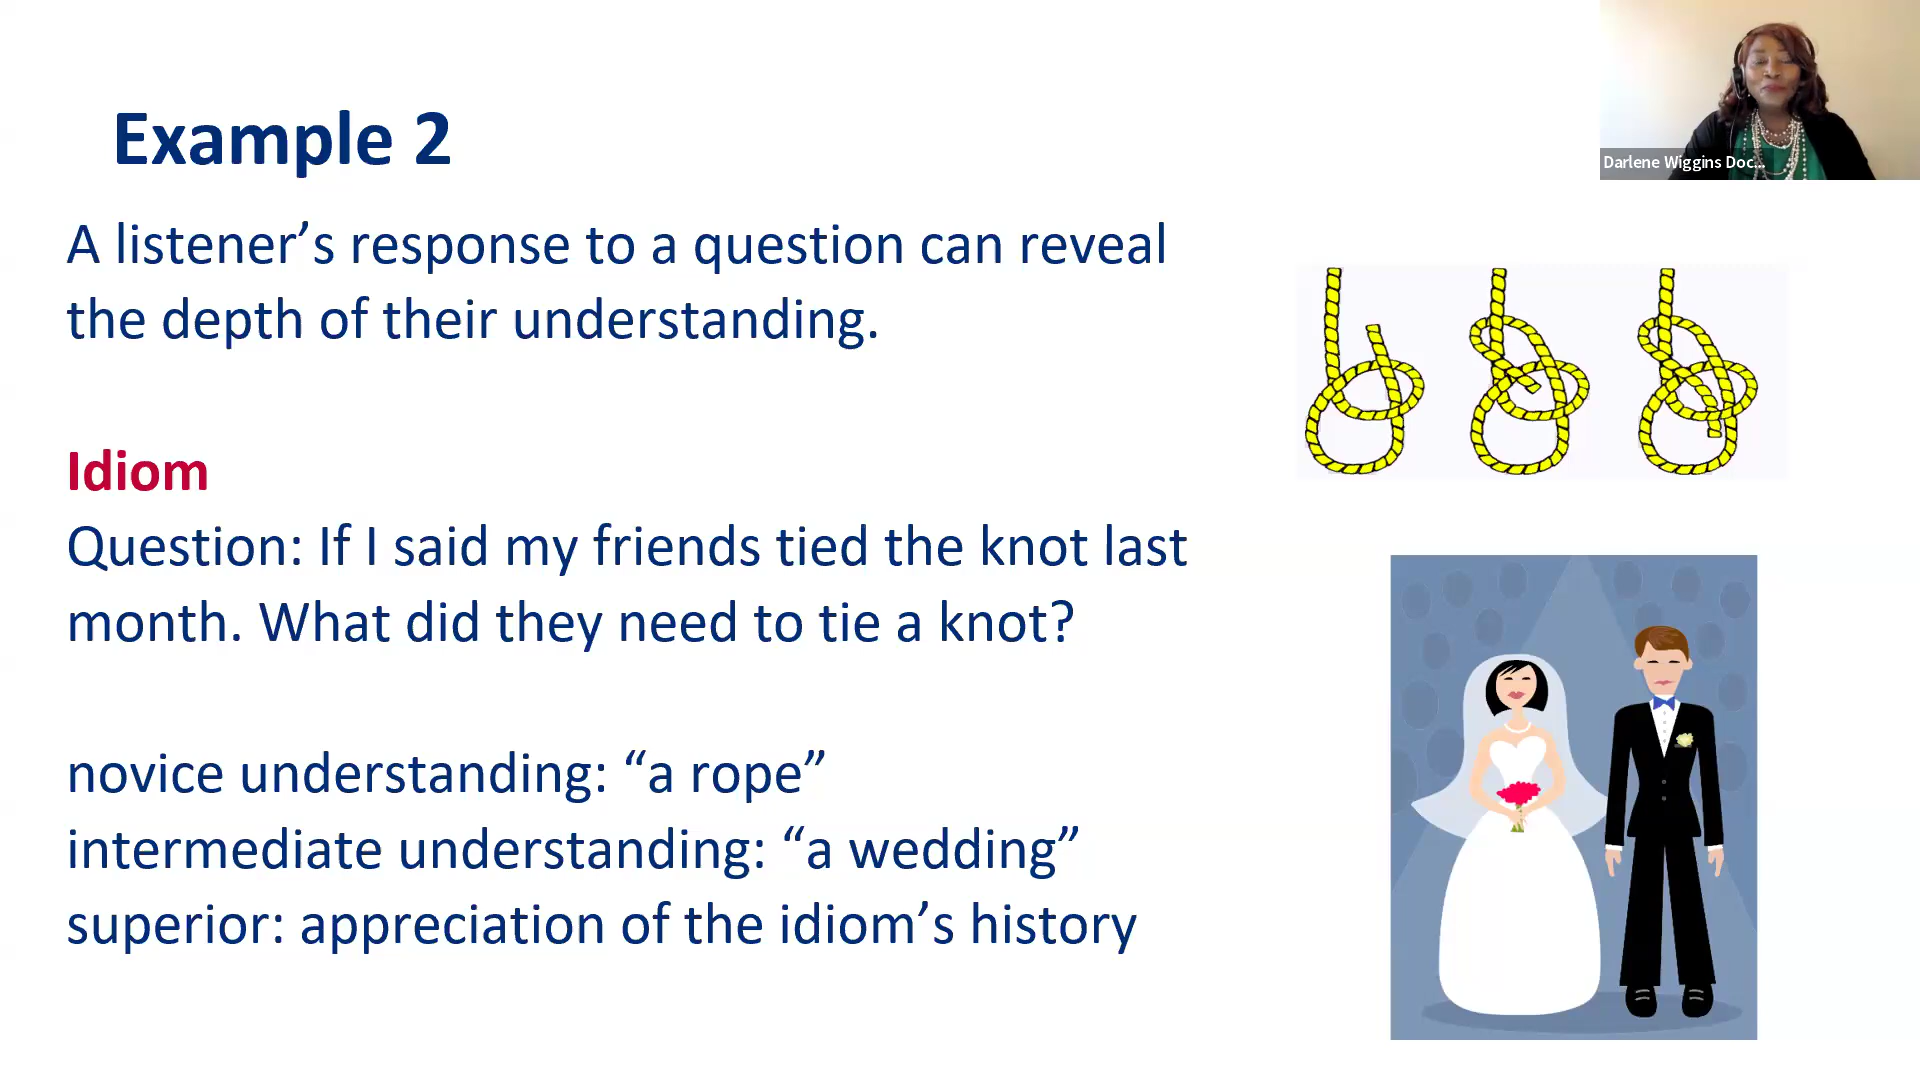 Example 2
Darlene Wiggins Doc...
A listener’s response to a question can reveal
the depth of their understanding.
Idiom
Question: If I said my friends tied the knot last
month. What did they need to tie a knot?
novice understanding: “a rope”
intermediate understanding: “a wedding”
superior: appreciation of the idiom’s history